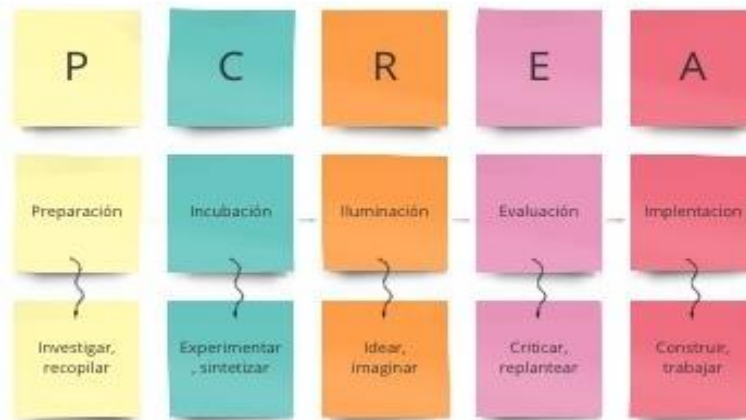 P
C
R
E
A
Preparación
Incubación
Iluminación
Evaluación
Implentacion
Investigar,
recopilar
Experimentar
, sintetizar
Idear,
imaginar
Criticar,
replantear
Construir,
trabajar